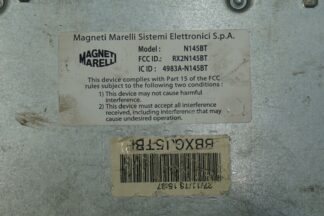 Magneti Marelli Sistemi Elettronici S.p.A.
MAGNETI
MARELLI
Model : N145BT
FCC ID.: RX2N145BT
IC ID : 4983A-N145BT
This device complies with Part 15 of the FCC
rules subject to the following two conditions :
1) This device may not cause harmful
interference.
2) This device must accept all interference
received, including interference that
may cause undesired operation.